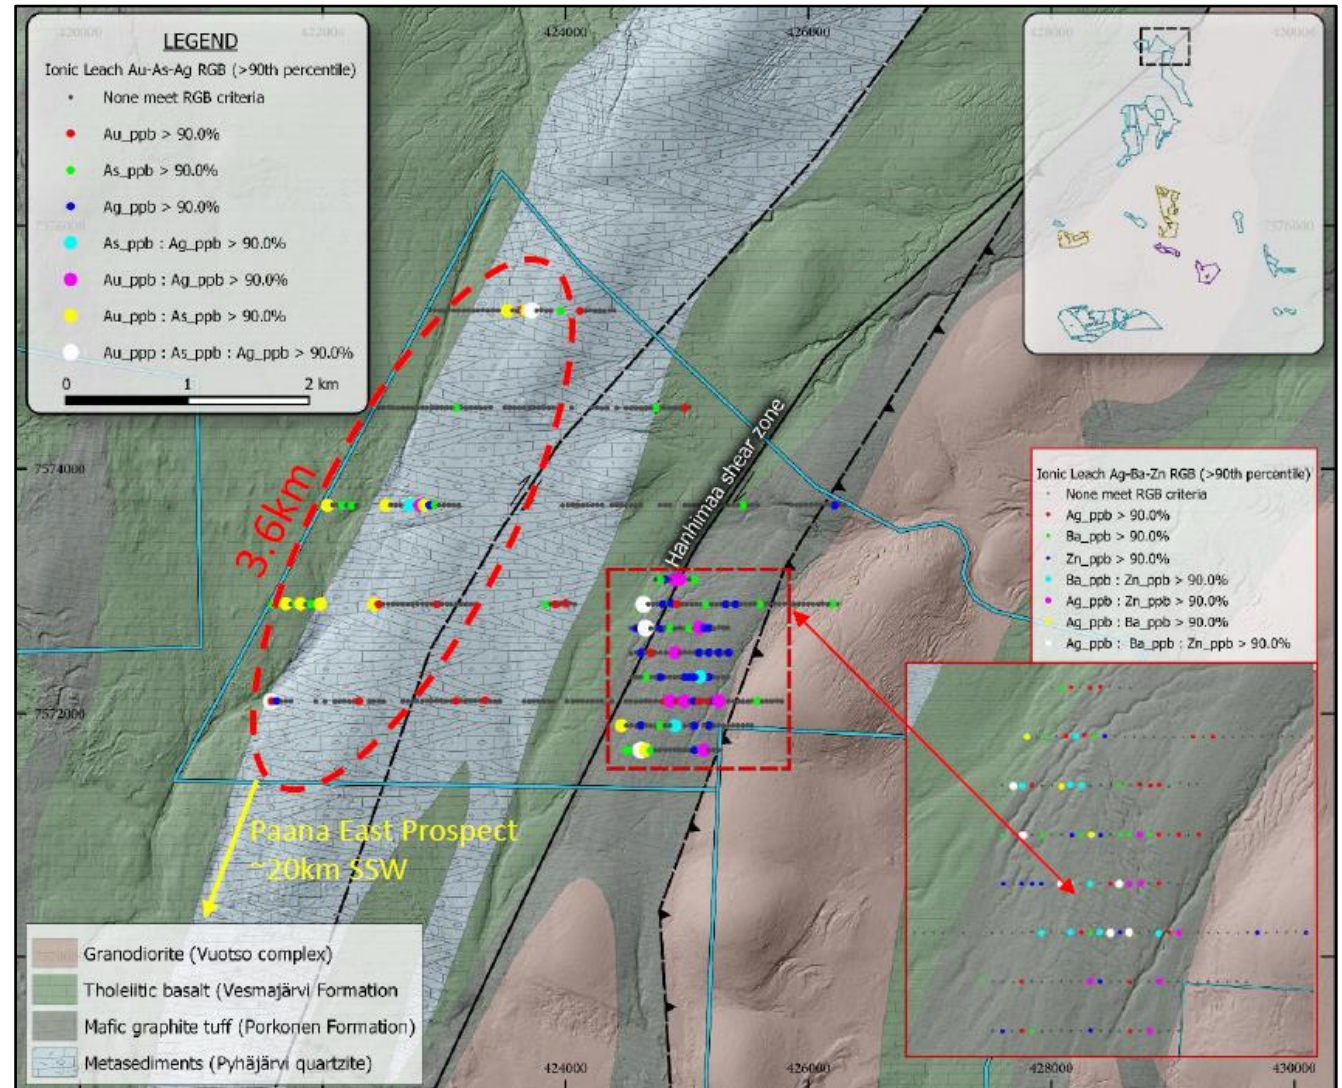 420000
422000
424000
426000
428000
430000
LEGEND
Ionic Leach Au-As-Ag RGB (>90th percentile)
None meet RGB criteria
Au_ppb > 90.0%
As_ppb > 90.0%
Ag_ppb > 90.0%
As_ppb : Ag_ppb > 90.0%
Au_ppb : Ag_ppb > 90.0%
Au_ppb : As_ppb > 90.0%
Au_ppp : As_ppb : Ag_ppb > 90.0%
0 1 2 km
7576000
7576000
7574000
3.6km
Hanhimaa shear zone
Ionic Leach Ag-Ba-Zn RGB (>90th percentile)
None meet RGB criteria
Ag_ppb > 90.0%
Ba_ppb > 90.0%
Zn_ppb > 90.0%
Ba_ppb : Zn_ppb > 90.0%
Ag_ppb : Zn_ppb > 90.0%
Ag_ppb : Ba_ppb > 90.0%
Ag_ppb : Ba_ppb : Zn_ppb > 90.0%
7572000
Paana East Prospect
~20km SSW
Granodiorite (Vuotso complex)
Tholeiitic basalt (Vesmajärvi Formation
Mafic graphite tuff (Porkonen Formation)
Metasediments (Pyhäjärvi quartzite)
424000
426000
428000
430000